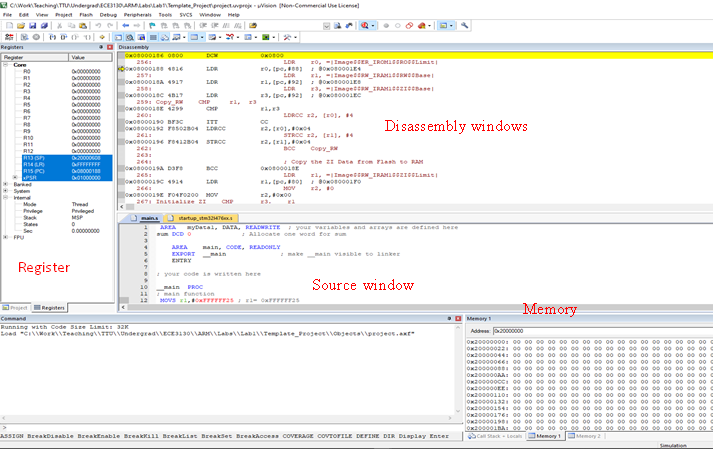 C:\Work\Teaching\TTU\Undergrad\ECE3130\ARM\Labs\Lab1\Template_Project\project.uvprojx - µVision [Non-Commercial Use License]
File Edit View Project Flash Debug Peripherals Tools SVCS Window Help
Registers
Register Value
Core
R0 0x00000000
R1 0x00000000
R2 0x00000000
R3 0x00000000
R4 0x00000000
R5 0x00000000
R6 0x00000000
R7 0x00000000
R8 0x00000000
R9 0x00000000
R10 0x00000000
R11 0x00000000
R12 0x00000000
R13 (SP) 0x20000608
R14 (LR) 0xFFFFFFFF
R15 (PC) 0x08000188
xPSR 0x01000000
Banked
System
Internal
Mode Thread
Privilege Privileged
Stack MSP
States 0
Sec 0.00000000
FPU
Register
Project Registers
Disassembly
0x08000186 0800 DCW 0x0800
256: LDR r0, =|Image$$ER_IROM1$$RO$$Limit|
0x08000188 4816 LDR r0,[pc,#88] ; @0x080001E4
257: LDR r1, =|Image$$RW_IRAM1$$RW$$Base|
0x0800018A 4917 LDR r1,[pc,#92] ; @0x080001E8
258: LDR r3, =|Image$$RW_IRAM1$$ZI$$Base|
0x0800018C 4B17 LDR r3,[pc,#92] ; @0x080001EC
259: Copy_RW CMP r1, r3
0x0800018E 4299 CMP r1,r3
260: LDRCC r2, [r0], #4
0x08000190 BF3C ITT CC
0x08000192 F8502B04 LDRCC r2,[r0],#0x04
261: STRCC r2, [r1], #4
0x08000196 F8412B04 STRCC r2,[r1],#0x04
262: BCC Copy_RW
263:
264: ; Copy the ZI Data from Flash to RAM
0x0800019A D3F8 BCC 0x0800018E
265: LDR r1, =|Image$$RW_IRAM1$$ZI$$Limit|
0x0800019C 4914 LDR r1,[pc,#80] ; @0x080001F0
266: MOV r2, #0
0x0800019E F04F0200 MOV r2,#0x00
267: Initialize ZI CMP r3, r1
Disassembly windows
main.s startup_stm32l476xx.s
1 AREA myData1, DATA, READWRITE ; your variables and arrays are defined here
2 sum DCD 0 ; Allocate one word for sum
3
4 AREA main, CODE, READONLY
5 EXPORT __main ; make __main visible to linker
6 ENTRY
7
8 ; your code is written here
9
10 __main PROC
11 ; main function
12 MOVS r1,#0xFFFFFF25 ; r1= 0xFFFFFF25
Source window
Command
Running with Code Size Limit: 32K
Load "C:\\Work\\Teaching\\TTU\\Undergrad\\ECE3130\\ARM\\Labs\\Lab1\\Template_Project\\Objects\\project.axf"
>
ASSIGN BreakDisable BreakEnable BreakKill BreakList BreakSet BreakAccess COVERAGE COVTOFILE DEFINE DIR Display Enter
Memory
Memory 1
Address: 0x20000000
0x20000000: 00 00 00 00 00 00 00 00 00 00 00 00 00 00 00 00 00
0x20000022: 00 00 00 00 00 00 00 00 00 00 00 00 00 00 00 00 00
0x20000044: 00 00 00 00 00 00 00 00 00 00 00 00 00 00 00 00 00
0x20000066: 00 00 00 00 00 00 00 00 00 00 00 00 00 00 00 00 00
0x20000088: 00 00 00 00 00 00 00 00 00 00 00 00 00 00 00 00 00
0x200000AA: 00 00 00 00 00 00 00 00 00 00 00 00 00 00 00 00 00
0x200000CC: 00 00 00 00 00 00 00 00 00 00 00 00 00 00 00 00 00
0x200000EE: 00 00 00 00 00 00 00 00 00 00 00 00 00 00 00 00 00
0x20000110: 00 00 00 00 00 00 00 00 00 00 00 00 00 00 00 00 00
0x20000132: 00 00 00 00 00 00 00 00 00 00 00 00 00 00 00 00 00
0x20000154: 00 00 00 00 00 00 00 00 00 00 00 00 00 00 00 00 00
0x20000176: 00 00 00 00 00 00 00 00 00 00 00 00 00 00 00 00 00
0x20000198: 00 00 00 00 00 00 00 00 00 00 00 00 00 00 00 00 00
0x200001BA: 00 00 00 00 00 00 00 00 00 00 00 00 00 00 00 00 00
Call Stack + Locals Memory 1 Memory 2
Simulation